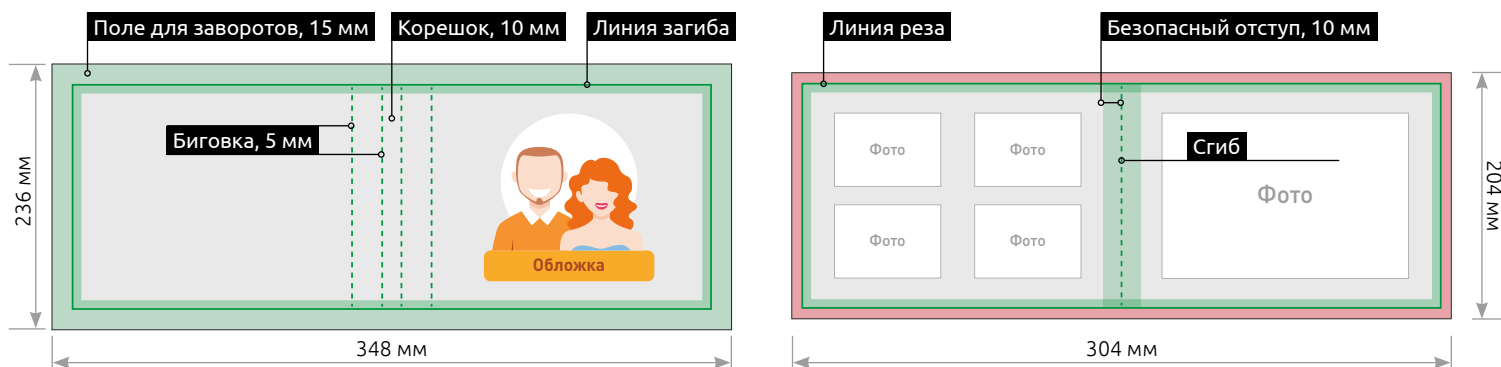 Поле для заворотов, 15 мм
Корешок, 10 мм
Линия загиба
Биговка, 5 мм
Обложка
236 мм
348 мм
Линия реза
Безопасный отступ, 10 мм
Фото
Фото
Сгиб
Фото
Фото
Фото
204 мм
304 мм